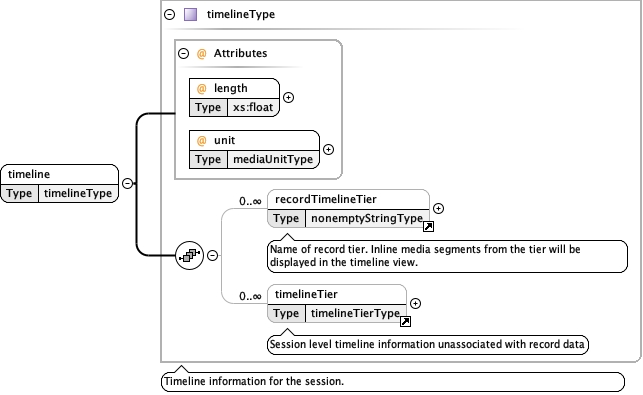 timelineType
@ Attributes
@ length
Type xs:float
@ unit
Type mediaUnitType
timeline
Type timelineType
0..∞
recordTimelineTier
Type nonemptyStringType
Name of record tier. Inline media segments from the tier will be
displayed in the timeline view.
0..∞
timelineTier
Type timelineTierType
Session level timeline information unassociated with record data
Timeline information for the session.